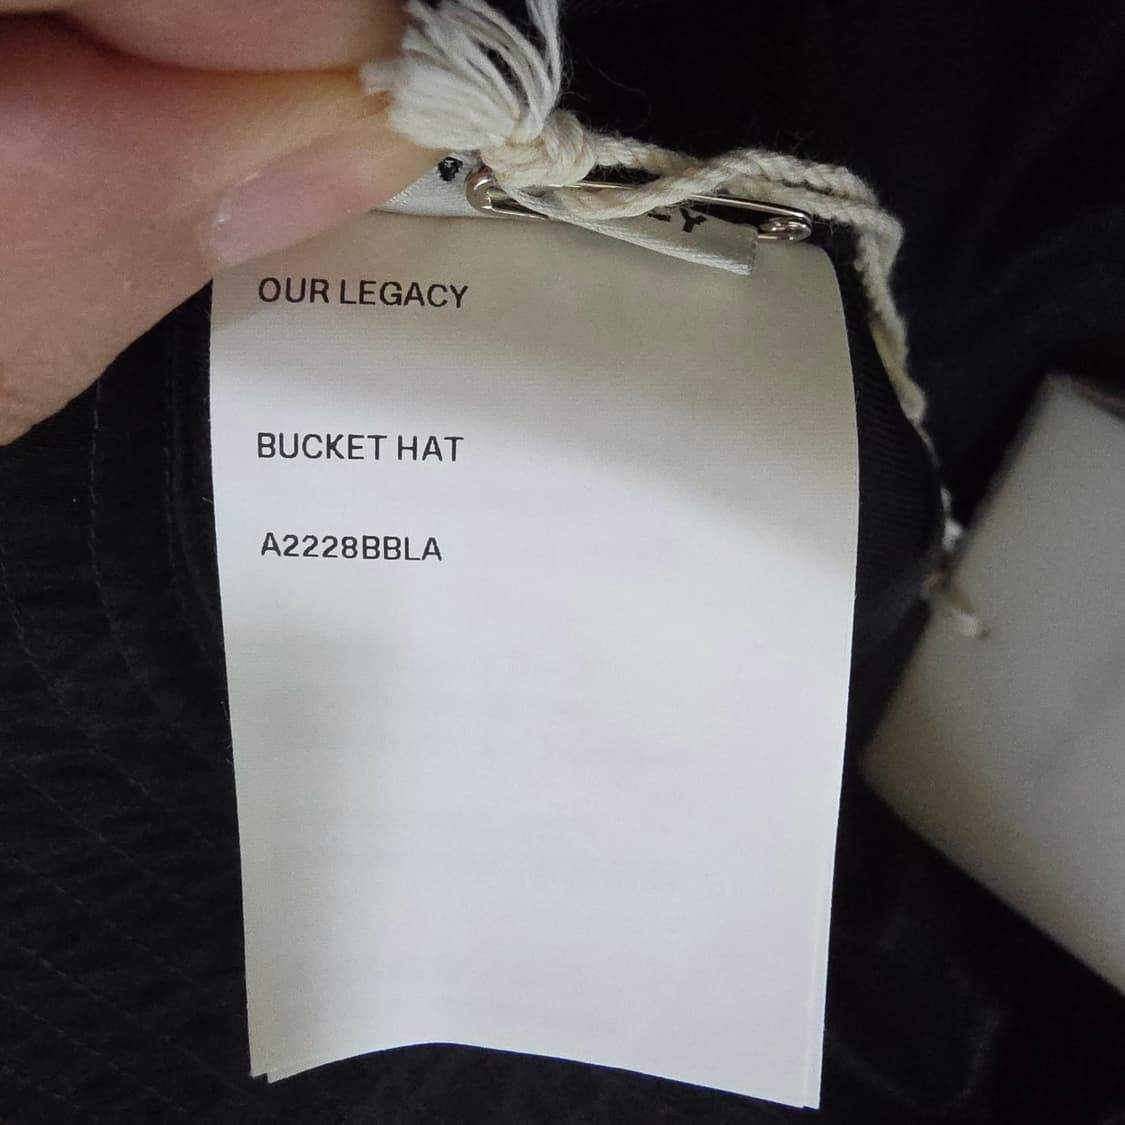 OUR LEGACY
BUCKET HAT
A2228BBLA